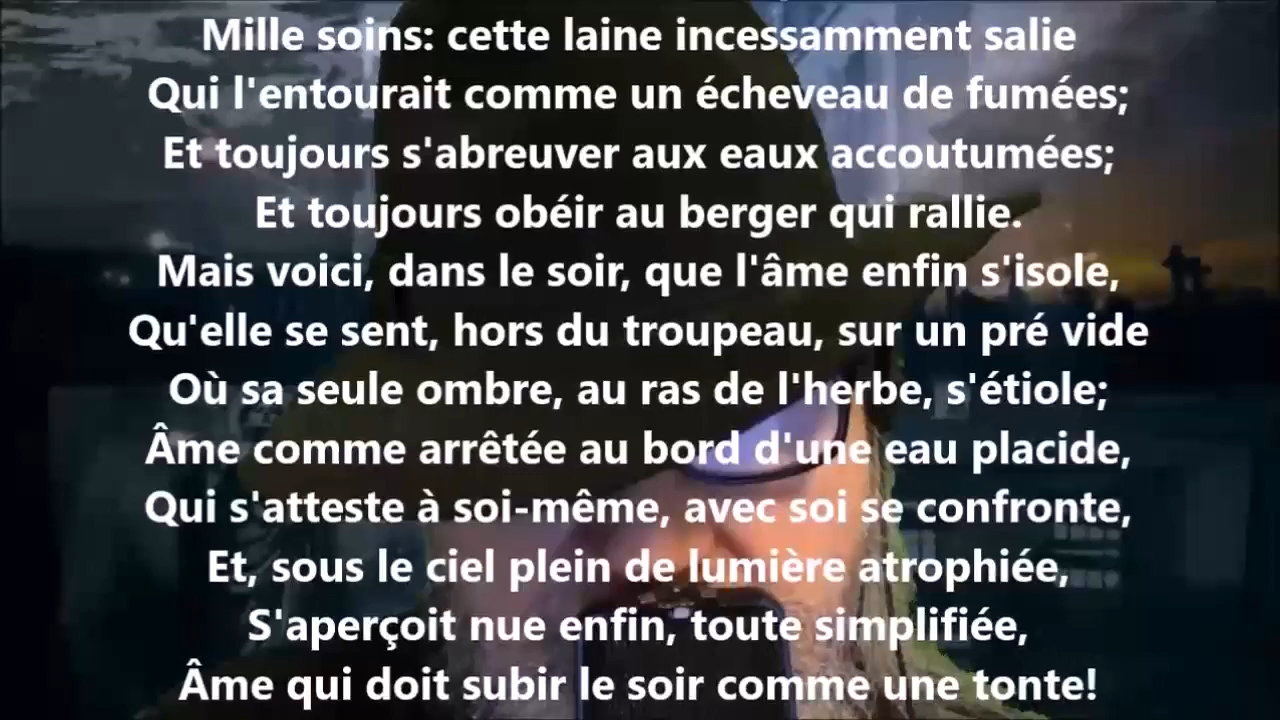 Mille soins: cette laine incessamment salie
Qui l'entourait comme un écheveau de fumées;
Et toujours s'abreuver aux eaux accoutumées;
Et toujours obéir au berger qui rallie.
Mais voici, dans le soir, que l'âme enfin s'isole,
Qu'elle se sent, hors du troupeau, sur un pré vide
Où sa seule ombre, au ras de l'herbe, s'étiole;
Âme comme arrêtée au bord d'une eau placide,
Qui s'atteste à soi-même, avec soi se confronte,
Et, sous le ciel plein de lumière atrophiée,
S'aperçoit nue enfin, toute simplifiée,
Âme qui doit subir le soir comme une tonte!